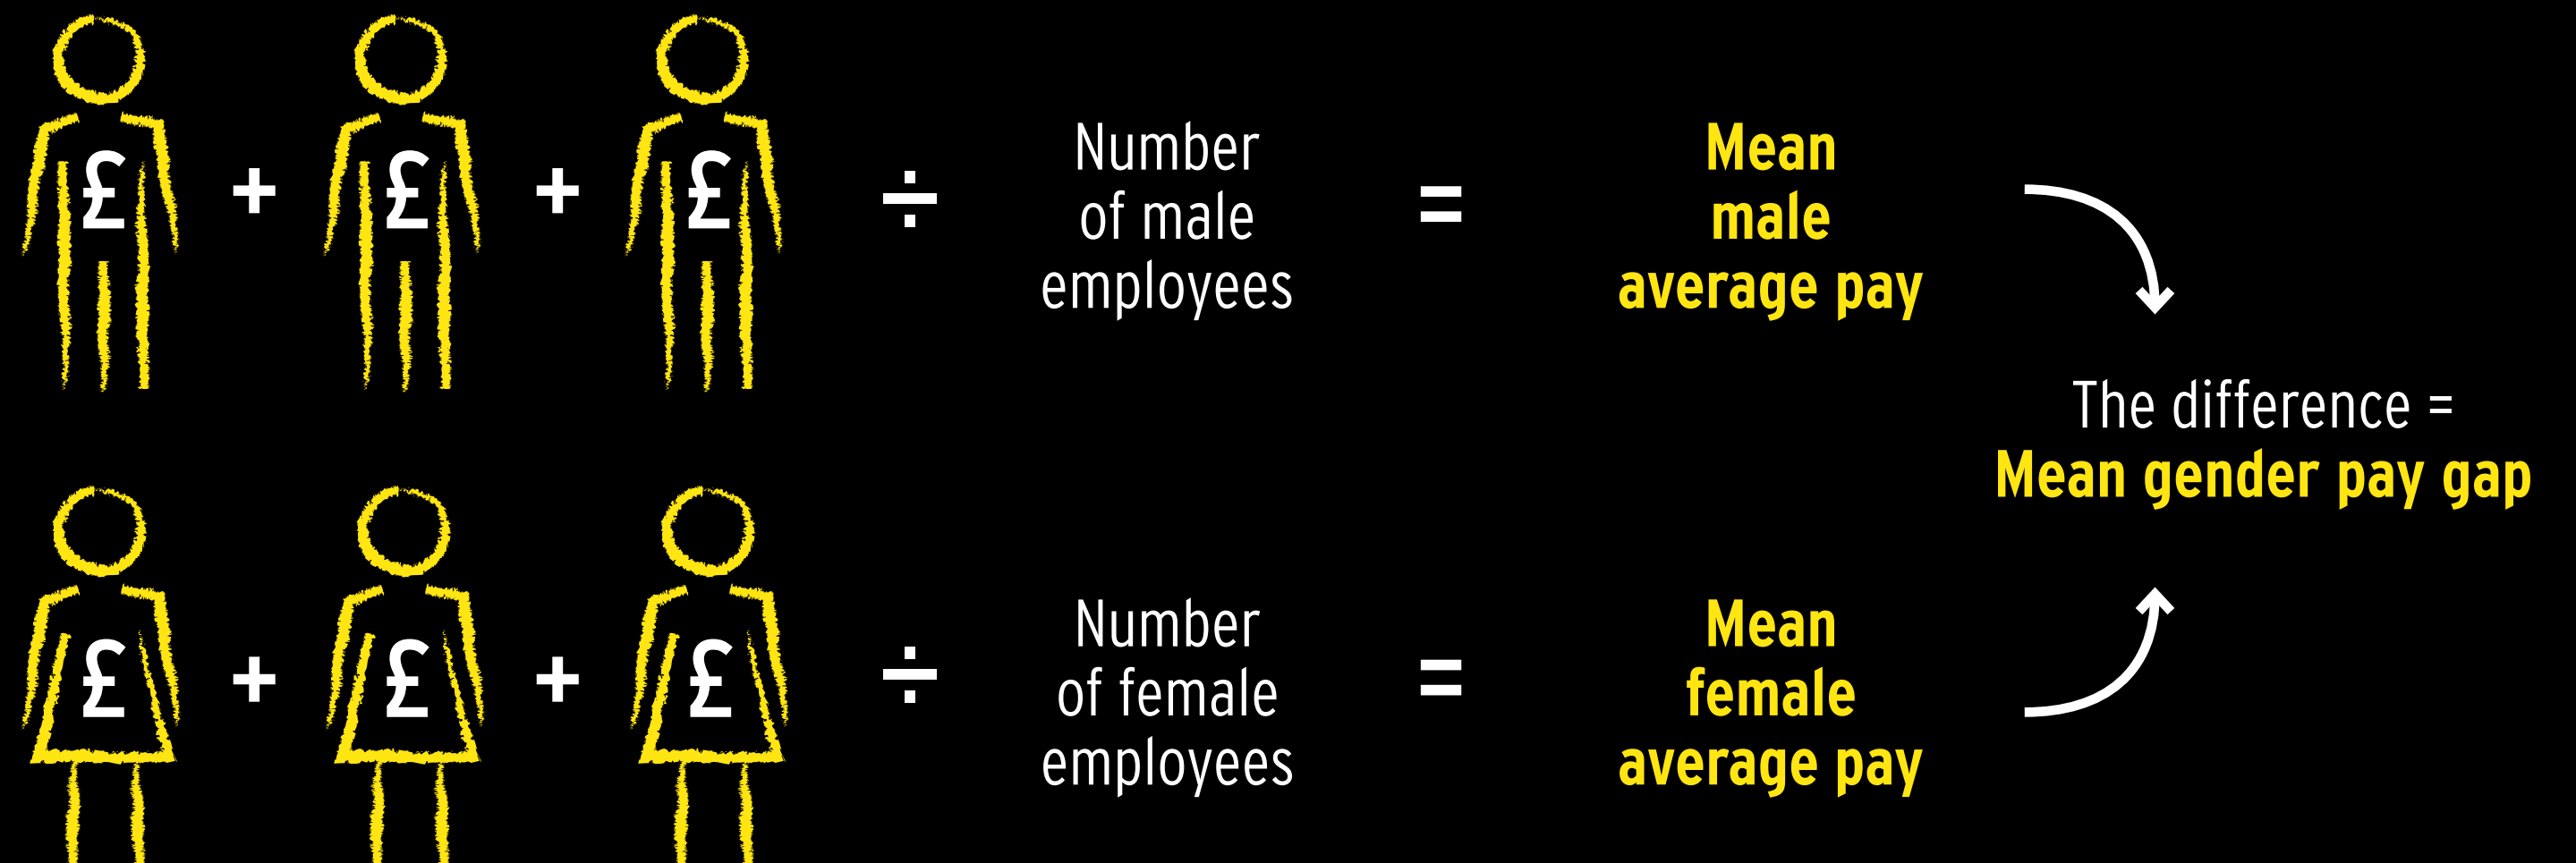 £ + £ + £ ÷
Number
of male
employees
=
Mean
male
average pay
The difference =
Mean gender pay gap
£ + £ + £ ÷
Number
of female
employees
=
Mean
female
average pay